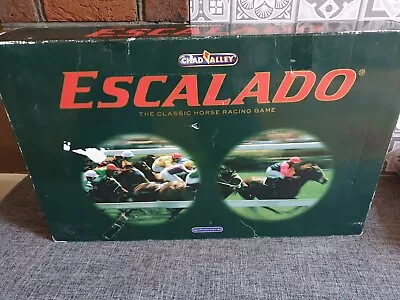 CHAD VALLEY
ESCALADO®
THE CLASSIC HORSE RACING GAME